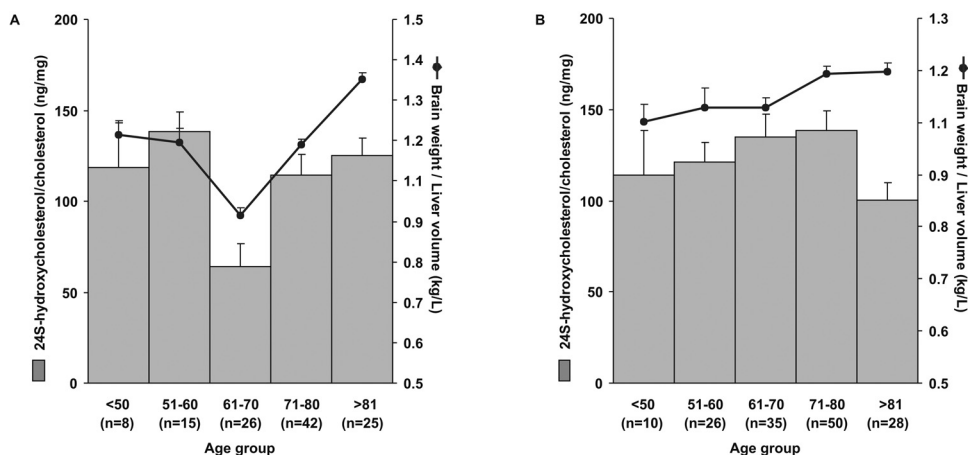 A
24S-hydroxycholesterol/cholesterol (ng/mg)
200
150
100
50
0
1.5
1.4
1.3
1.2
1.1
0.9
0.8
0.7
0.6
0.5
Brain weight / Liver volume (kg/L)
<50 51-60 61-70 71-80 >81
(n=8) (n=15) (n=26) (n=42) (n=25)
Age group
B
24S-hydroxycholesterol/cholesterol (ng/mg)
200
150
100
50
0
1.3
1.2
1.1
0.9
0.8
0.7
0.6
0.5
Brain weight / Liver volume (kg/L)
<50 51-60 61-70 71-80 >81
(n=10) (n=26) (n=35) (n=50) (n=28)
Age group